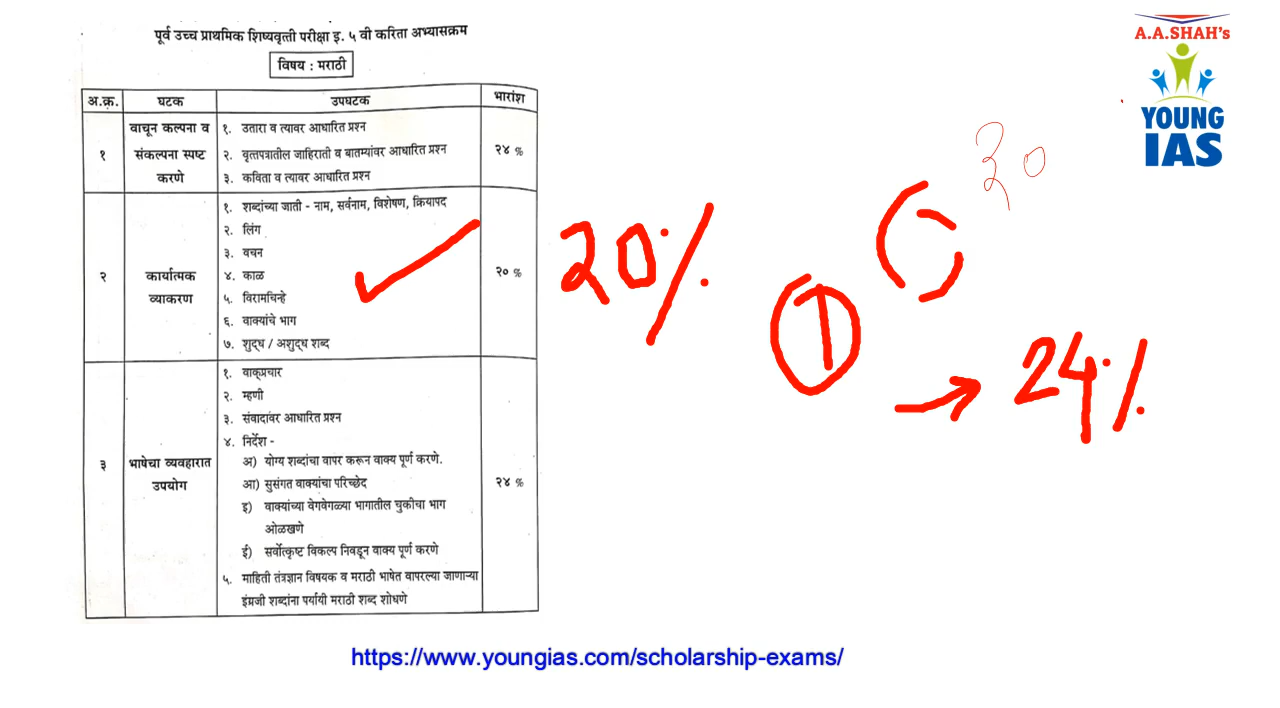 पूर्व उच्च प्राथमिक शिष्यवृत्ती परीक्षा इ. ५ वी करिता अभ्यासक्रम
विषय : मराठी
अ.क्र. घटक उपघटक भारांश
१ वाचून कल्पना व संकल्पना स्पष्ट करणे
१. उतारा व त्यावर आधारित प्रश्न
२. वृत्तपत्रातील जाहिराती व बातम्यांवर आधारित प्रश्न
३. कविता व त्यावर आधारित प्रश्न
२४ %
२ कार्यात्मक व्याकरण
१. शब्दांच्या जाती - नाम, सर्वनाम, विशेषण, क्रियापद
२. लिंग
३. वचन
४. काळ
५. विरामचिन्हे
६. वाक्यांचे भाग
७. शुद्ध / अशुद्ध शब्द
२० %
३ भाषेचा व्यवहारात उपयोग
१. वाक्प्रचार
२. म्हणी
३. संवादावर आधारित प्रश्न
४. निर्देश -
अ) योग्य शब्दांचा वापर करून वाक्य पूर्ण करणे.
आ) सुसंगत वाक्यांचा परिच्छेद
इ) वाक्यांच्या वेगवेगळ्या भागातील चुकीचा भाग
ओळखणे
ई) सर्वोत्कृष्ट विकल्प निवडून वाक्य पूर्ण करणे
५. माहिती तंत्रज्ञान विषयक व मराठी भाषेत वापरल्या जाणाऱ्या
इंग्रजी शब्दांना पर्यायी मराठी शब्द शोधणे
२४ %
20%
३०
1
24%
A.A.SHAH's
YOUNG
IAS
https://www.youngias.com/scholarship-exams/